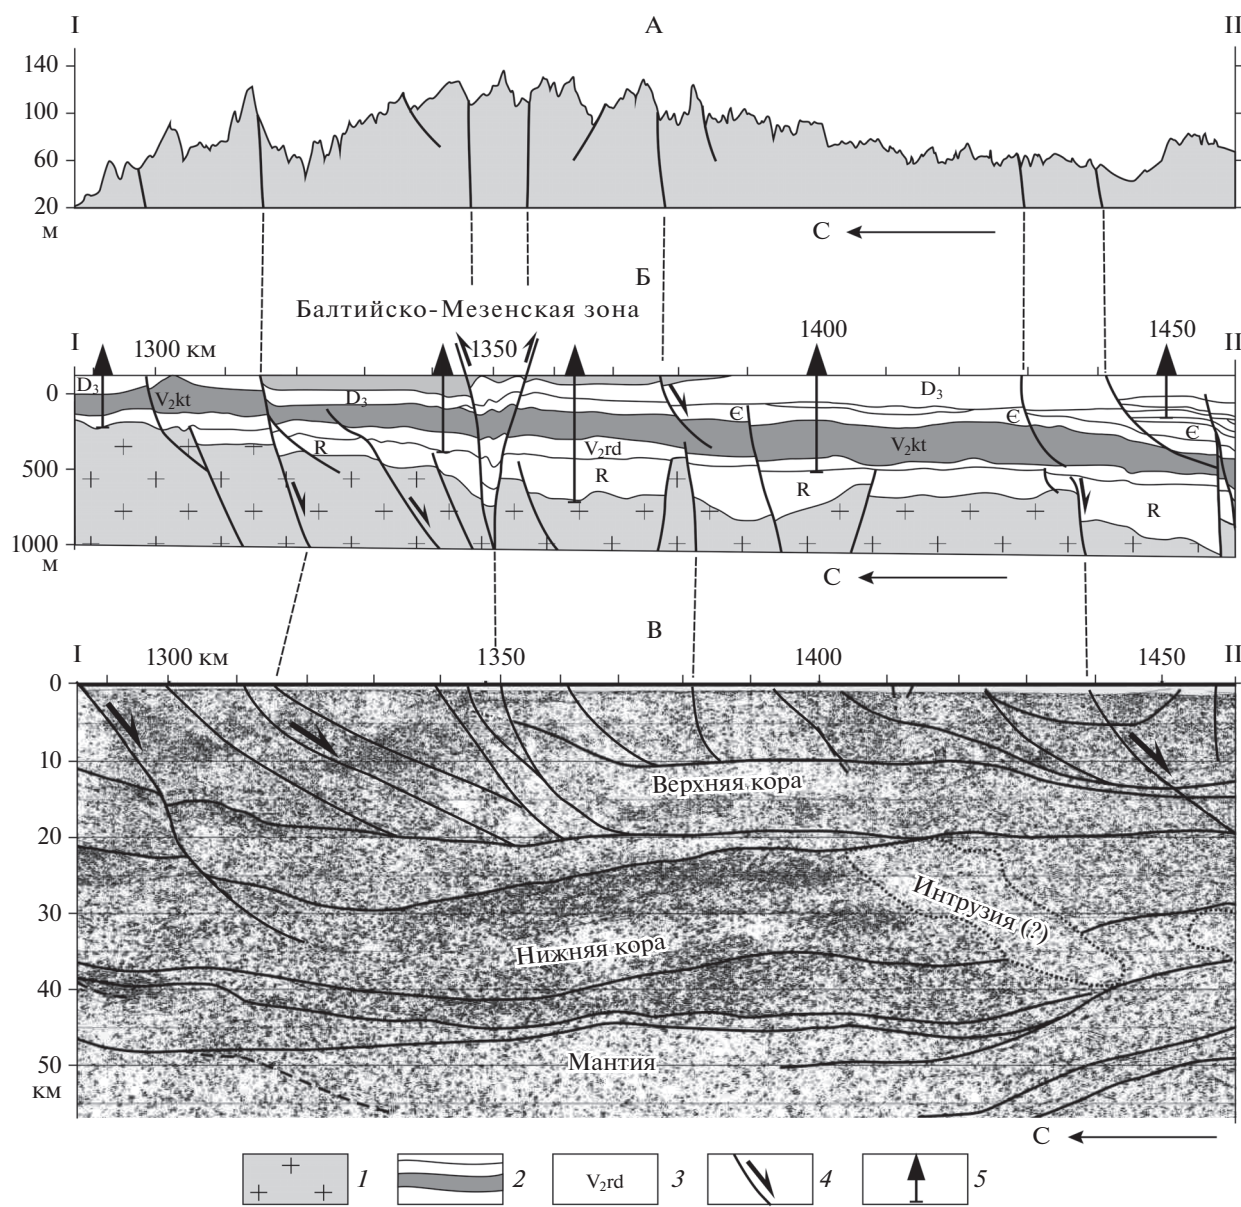 I А II
140
100
60
20
м
С
Б
Балтийско-Мезенская зона
I 1300 км 1350 1400 1450 II
0
500
1000
м
D₃ V₂kt D₃ Є D₃ Є Є
R V₂rd V₂kt
R R R
С
В
I 1300 км 1350 1400 1450 II
0
10
20
30
40
50
км
Верхняя кора
Интрузия (?)
Нижняя кора
Мантия
С
1 2 V₂rd 3 4 5